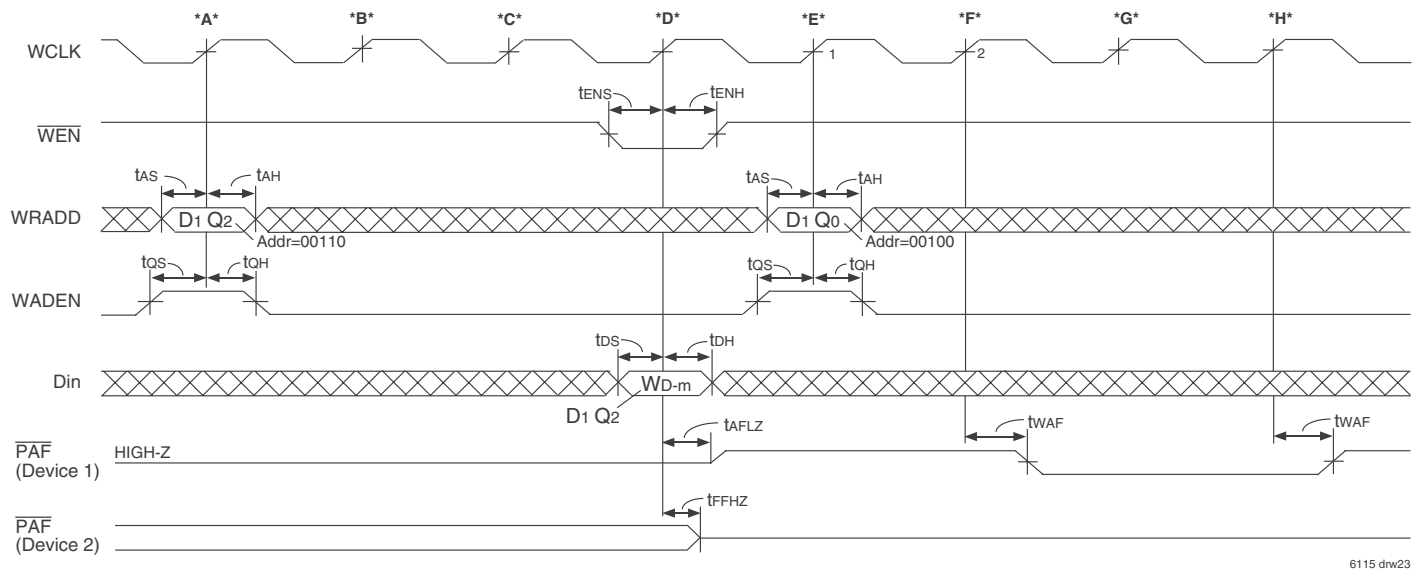 *A* *B* *C* *D* *E* *F* *G* *H*
WCLK
1 2
tENS tENH
WEN
tAS tAH tAS tAH
WRADD D1 Q2 D1 Q0
Addr=00110 Addr=00100
tQS tQH tQS tQH
WADEN
tDS tDH
Din WD-m
D1 Q2
tAFLZ tWAF tWAF
PAF HIGH-Z
(Device 1)
tFFHZ
PAF
(Device 2)
6115 drw23